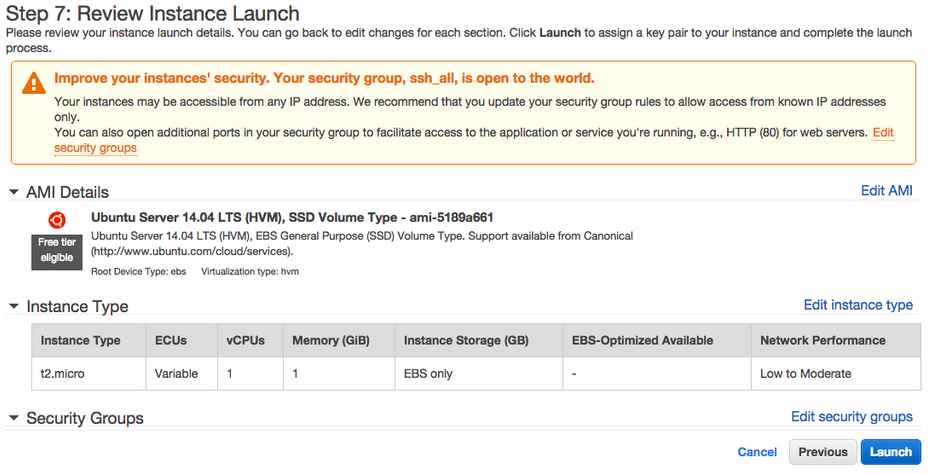 Step 7: Review Instance Launch
Please review your instance launch details. You can go back to edit changes for each section. Click Launch to assign a key pair to your instance and complete the launch
process.
Improve your instances' security. Your security group, ssh_all, is open to the world.
Your instances may be accessible from any IP address. We recommend that you update your security group rules to allow access from known IP addresses
only.
You can also open additional ports in your security group to facilitate access to the application or service you're running, e.g., HTTP (80) for web servers. Edit
security groups
AMI Details Edit AMI
Ubuntu Server 14.04 LTS (HVM), SSD Volume Type - ami-5189a661
Free tier
eligible
Ubuntu Server 14.04 LTS (HVM), EBS General Purpose (SSD) Volume Type. Support available from Canonical
(http://www.ubuntu.com/cloud/services).
Root Device Type: ebs Virtualization type: hvm
Instance Type Edit instance type
Instance Type ECUs vCPUs Memory (GiB) Instance Storage (GB) EBS-Optimized Available Network Performance
t2.micro Variable 1 1 EBS only - Low to Moderate
Security Groups Edit security groups
Cancel Previous Launch